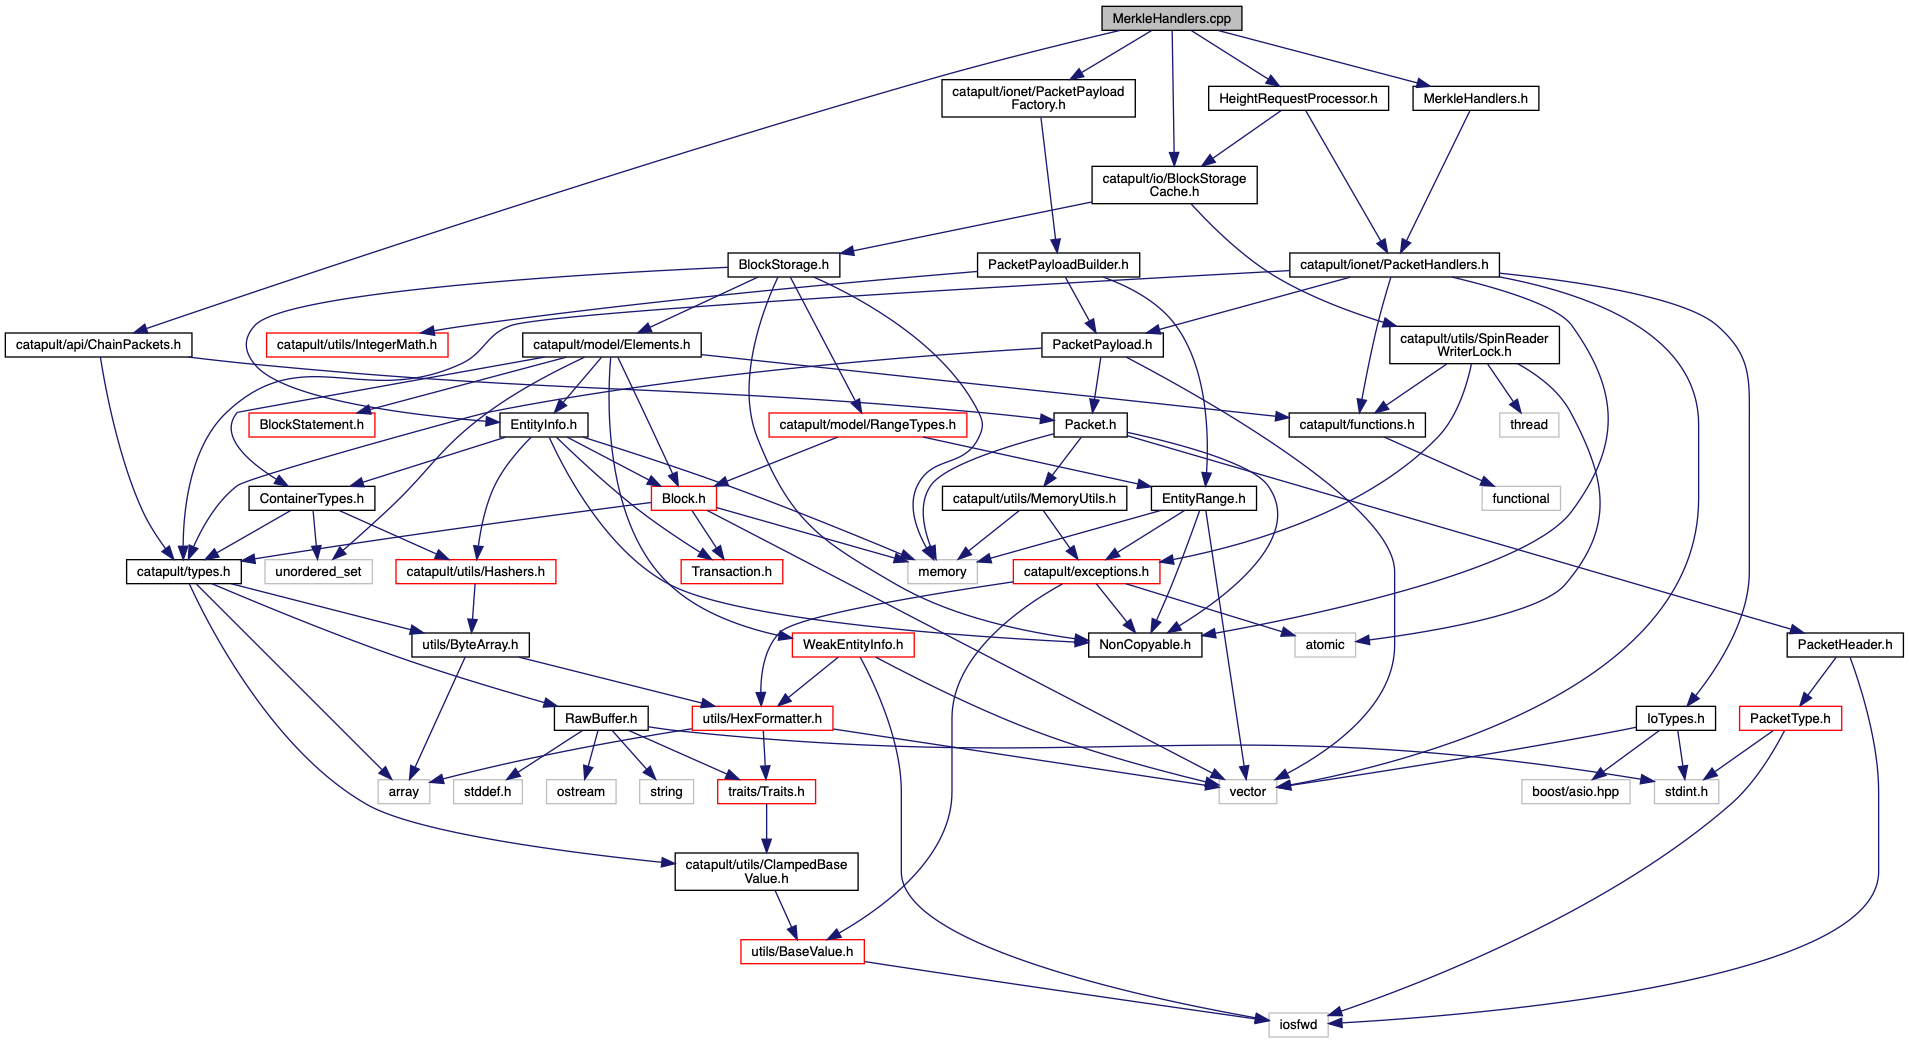 MerkleHandlers.cpp
catapult/ionet/PacketPayload
Factory.h
HeightRequestProcessor.h
MerkleHandlers.h
catapult/io/BlockStorage
Cache.h
BlockStorage.h
PacketPayloadBuilder.h
catapult/ionet/PacketHandlers.h
catapult/api/ChainPackets.h
catapult/utils/IntegerMath.h
catapult/model/Elements.h
PacketPayload.h
catapult/utils/SpinReader
WriterLock.h
BlockStatement.h
EntityInfo.h
catapult/model/RangeTypes.h
Packet.h
catapult/functions.h
thread
ContainerTypes.h
Block.h
catapult/utils/MemoryUtils.h
EntityRange.h
functional
catapult/types.h
unordered_set
catapult/utils/Hashers.h
Transaction.h
memory
catapult/exceptions.h
utils/ByteArray.h
WeakEntityInfo.h
NonCopyable.h
atomic
PacketHeader.h
RawBuffer.h
utils/HexFormatter.h
IoTypes.h
PacketType.h
array
stddef.h
ostream
string
traits/Traits.h
vector
boost/asio.hpp
stdint.h
catapult/utils/ClampedBase
Value.h
utils/BaseValue.h
iosfwd